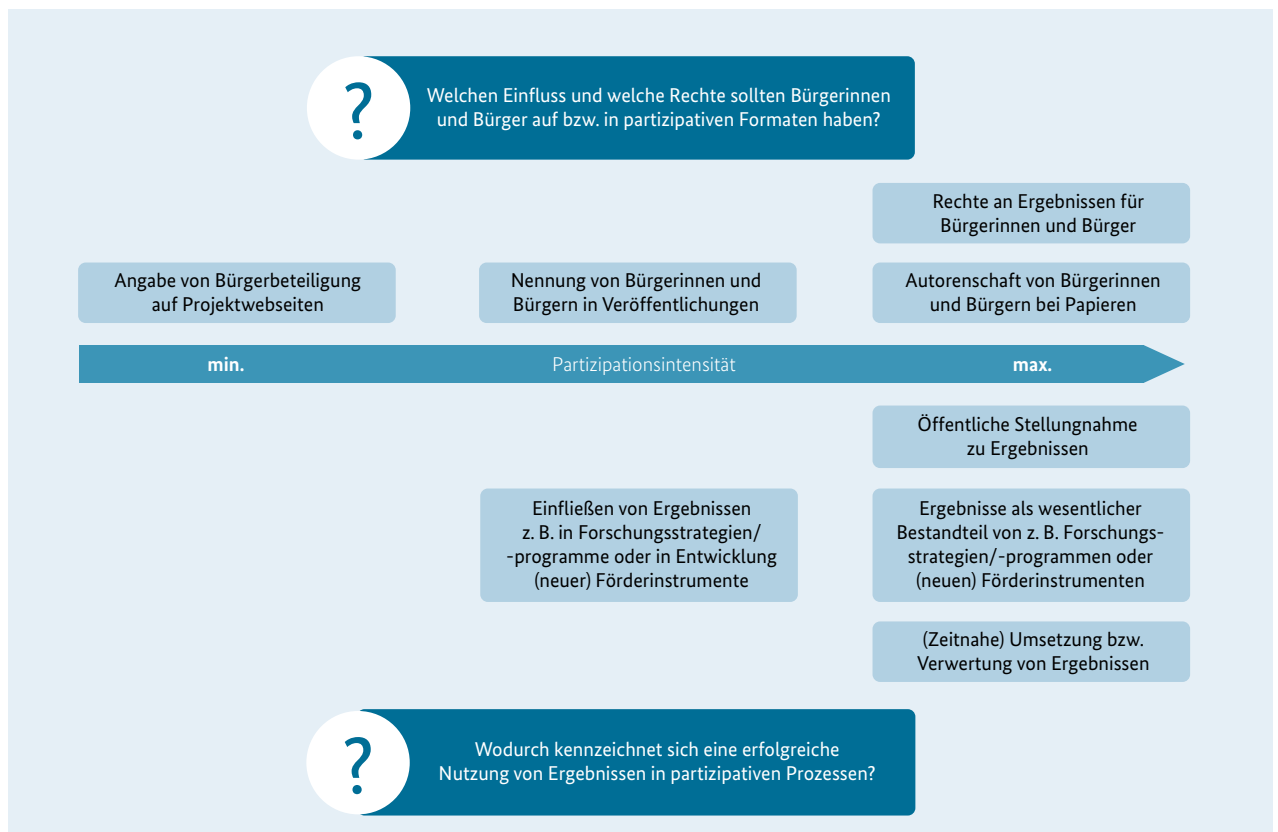 ?
Welchen Einfluss und welche Rechte sollten Bürgerinnen
und Bürger auf bzw. in partizipativen Formaten haben?
Rechte an Ergebnissen für
Bürgerinnen und Bürger
Angabe von Bürgerbeteiligung
auf Projektwebseiten
Nennung von Bürgerinnen und
Bürgern in Veröffentlichungen
Autorenschaft von Bürgerinnen
und Bürgern bei Papieren
min.
Partizipationsintensität
max.
Öffentliche Stellungnahme
zu Ergebnissen
Einfließen von Ergebnissen
z. B. in Forschungsstrategien/
-programme oder in Entwicklung
(neuer) Förderinstrumente
Ergebnisse als wesentlicher
Bestandteil von z. B. Forschungs-
strategien/-programmen oder
(neuen) Förderinstrumenten
(Zeitnahe) Umsetzung bzw.
Verwertung von Ergebnissen
?
Wodurch kennzeichnet sich eine erfolgreiche
Nutzung von Ergebnissen in partizipativen Prozessen?